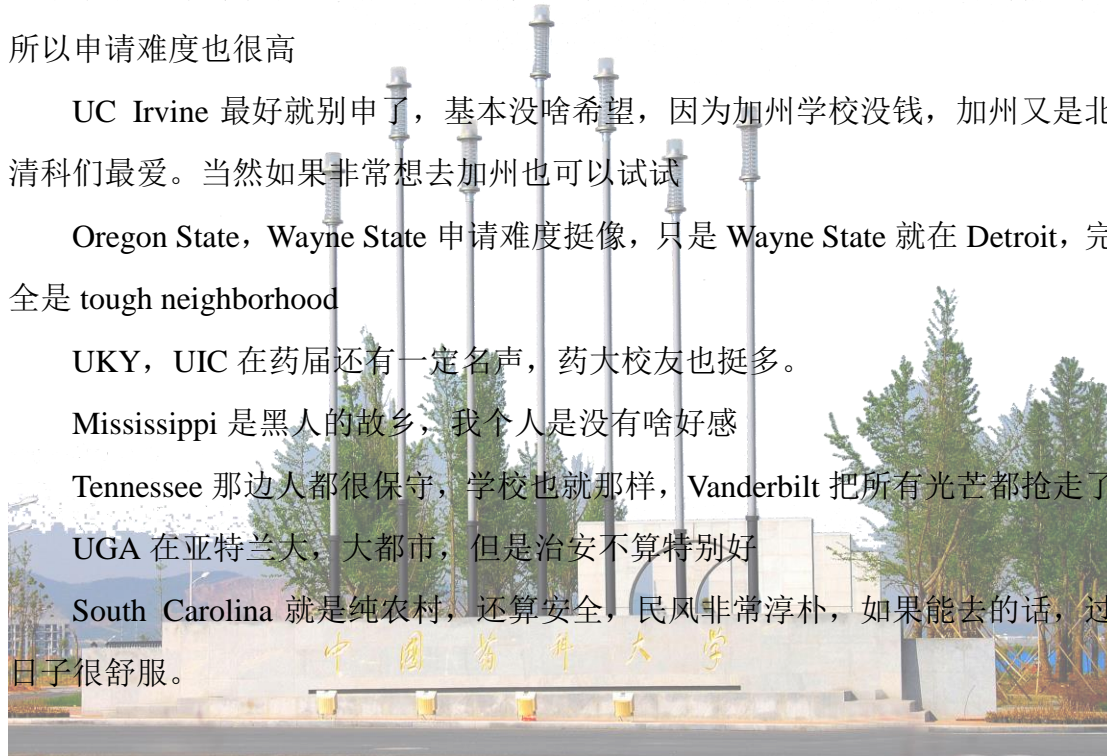 所以申请难度也很高
UC Irvine 最好就别申了，基本没啥希望，因为加州学校没钱，加州又是北
清科们最爱。当然如果非常想去加州也可以试试
Oregon State，Wayne State 申请难度挺像，只是 Wayne State 就在 Detroit，完
全是 tough neighborhood
UKY，UIC 在药届还有一定名声，药大校友也挺多。
Mississippi 是黑人的故乡，我个人是没有啥好感
Tennessee 那边人都很保守，学校也就那样，Vanderbilt 把所有光芒都抢走了
UGA 在亚特兰大，大都市，但是治安不算特别好
South Carolina 就是纯农村，还算安全，民风非常淳朴，如果能去的话，过
日子很舒服。
中国药科大学